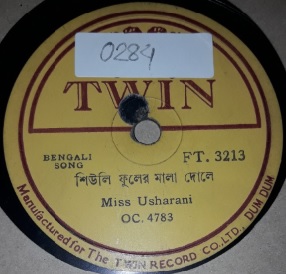 0284
TWIN
BENGALI
SONG
FT. 3213
শিউলি ফুলের মালা দোলে
Miss Usharani
OC. 4783
Manufactured for The TWIN RECORD CO., LTD., DUM DUM